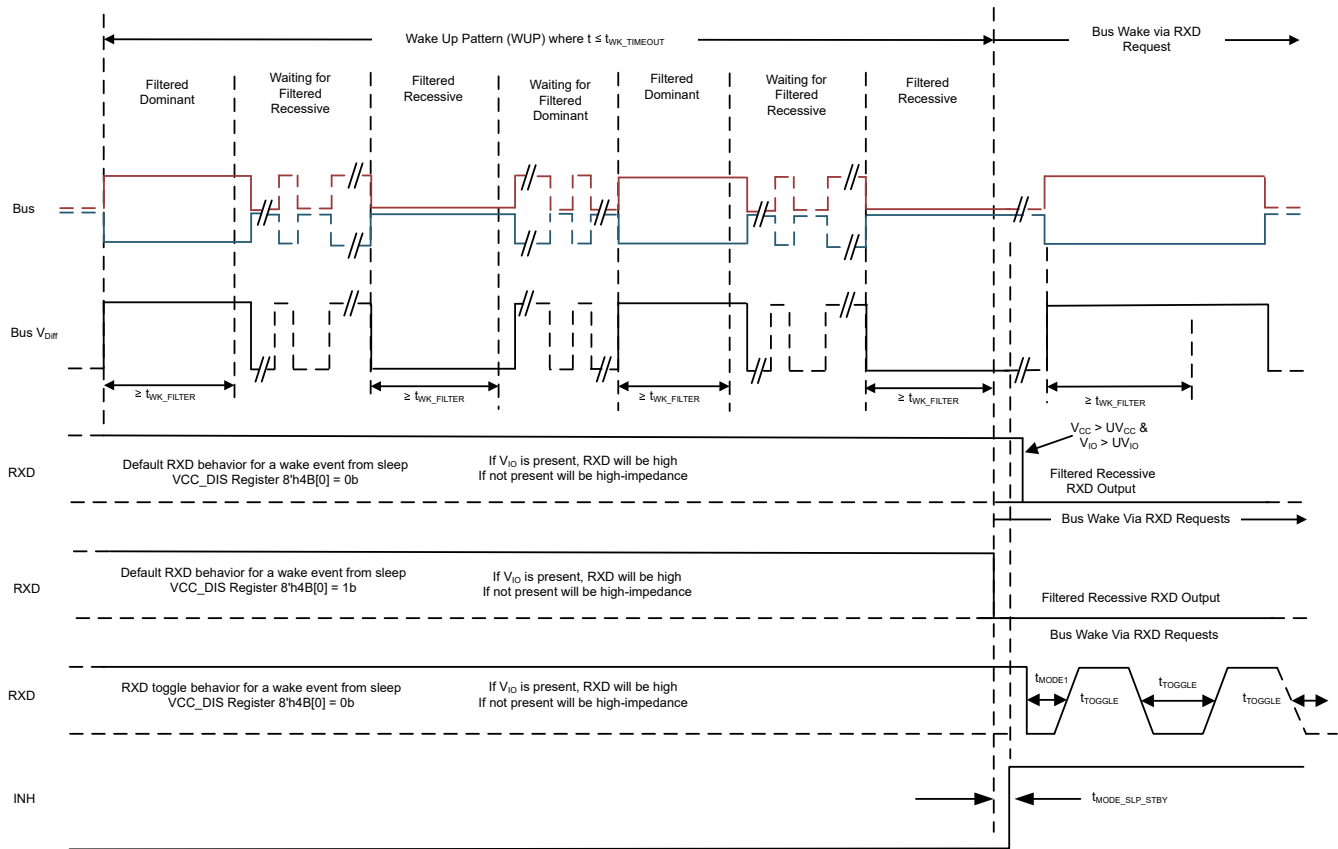 Wake Up Pattern (WUP) where t ≤ tWK_TIMEOUT
Bus Wake via RXD
Request
Filtered
Dominant
Waiting for
Filtered
Recessive
Filtered
Recessive
Waiting for
Filtered
Dominant
Filtered
Dominant
Waiting for
Filtered
Recessive
Filtered
Recessive
Bus
Bus VDiff
≥ tWK_FILTER
≥ tWK_FILTER
≥ tWK_FILTER
≥ tWK_FILTER
≥ tWK_FILTER
VCC > UVCC &
VIO > UVIO
RXD
Default RXD behavior for a wake event from sleep
VCC_DIS Register 8'h4B[0] = 0b
If VIO is present, RXD will be high
If not present will be high-impedance
Filtered Recessive
RXD Output
Bus Wake Via RXD Requests
RXD
Default RXD behavior for a wake event from sleep
VCC_DIS Register 8'h4B[0] = 1b
If VIO is present, RXD will be high
If not present will be high-impedance
Filtered Recessive RXD Output
Bus Wake Via RXD Requests
RXD
RXD toggle behavior for a wake event from sleep
VCC_DIS Register 8'h4B[0] = 0b
If VIO is present, RXD will be high
If not present will be high-impedance
tMODE1
tTOGGLE
tTOGGLE
tTOGGLE
INH
tMODE_SLP_STBY